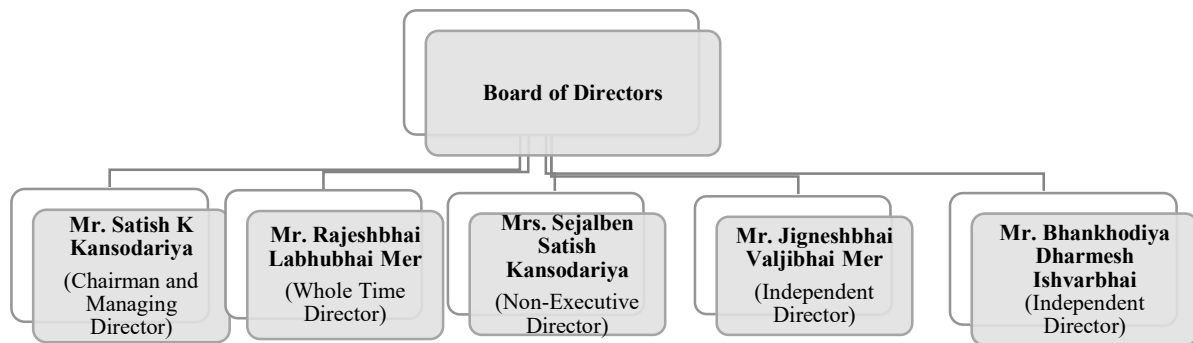 Board of Directors
Mr. Satish K
Kansodariya
(Chairman and
Managing
Director)
Mr. Rajeshbhai
Labhubhai Mer
(Whole Time
Director)
Mrs. Sejalben
Satish
Kansodariya
(Non-Executive
Director)
Mr. Jigneshbhai
Valjibhai Mer
(Independent
Director)
Mr. Bhankhodiya
Dharmesh
Ishvarbhai
(Independent
Director)